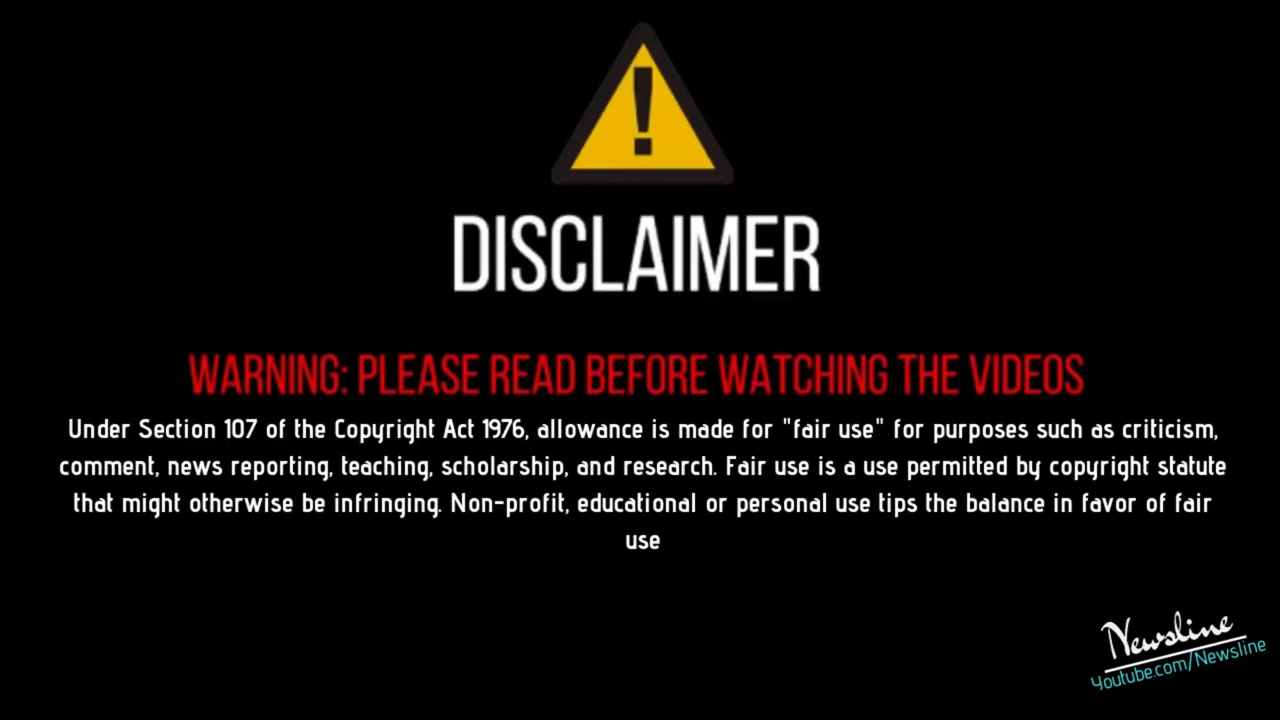 DISCLAIMER
WARNING: PLEASE READ BEFORE WATCHING THE VIDEOS
Under Section 107 of the Copyright Act 1976, allowance is made for "fair use" for purposes such as criticism,
comment, news reporting, teaching, scholarship, and research. Fair use is a use permitted by copyright statute
that might otherwise be infringing. Non-profit, educational or personal use tips the balance in favor of fair
use
Newsline
Youtube.com/Newsline